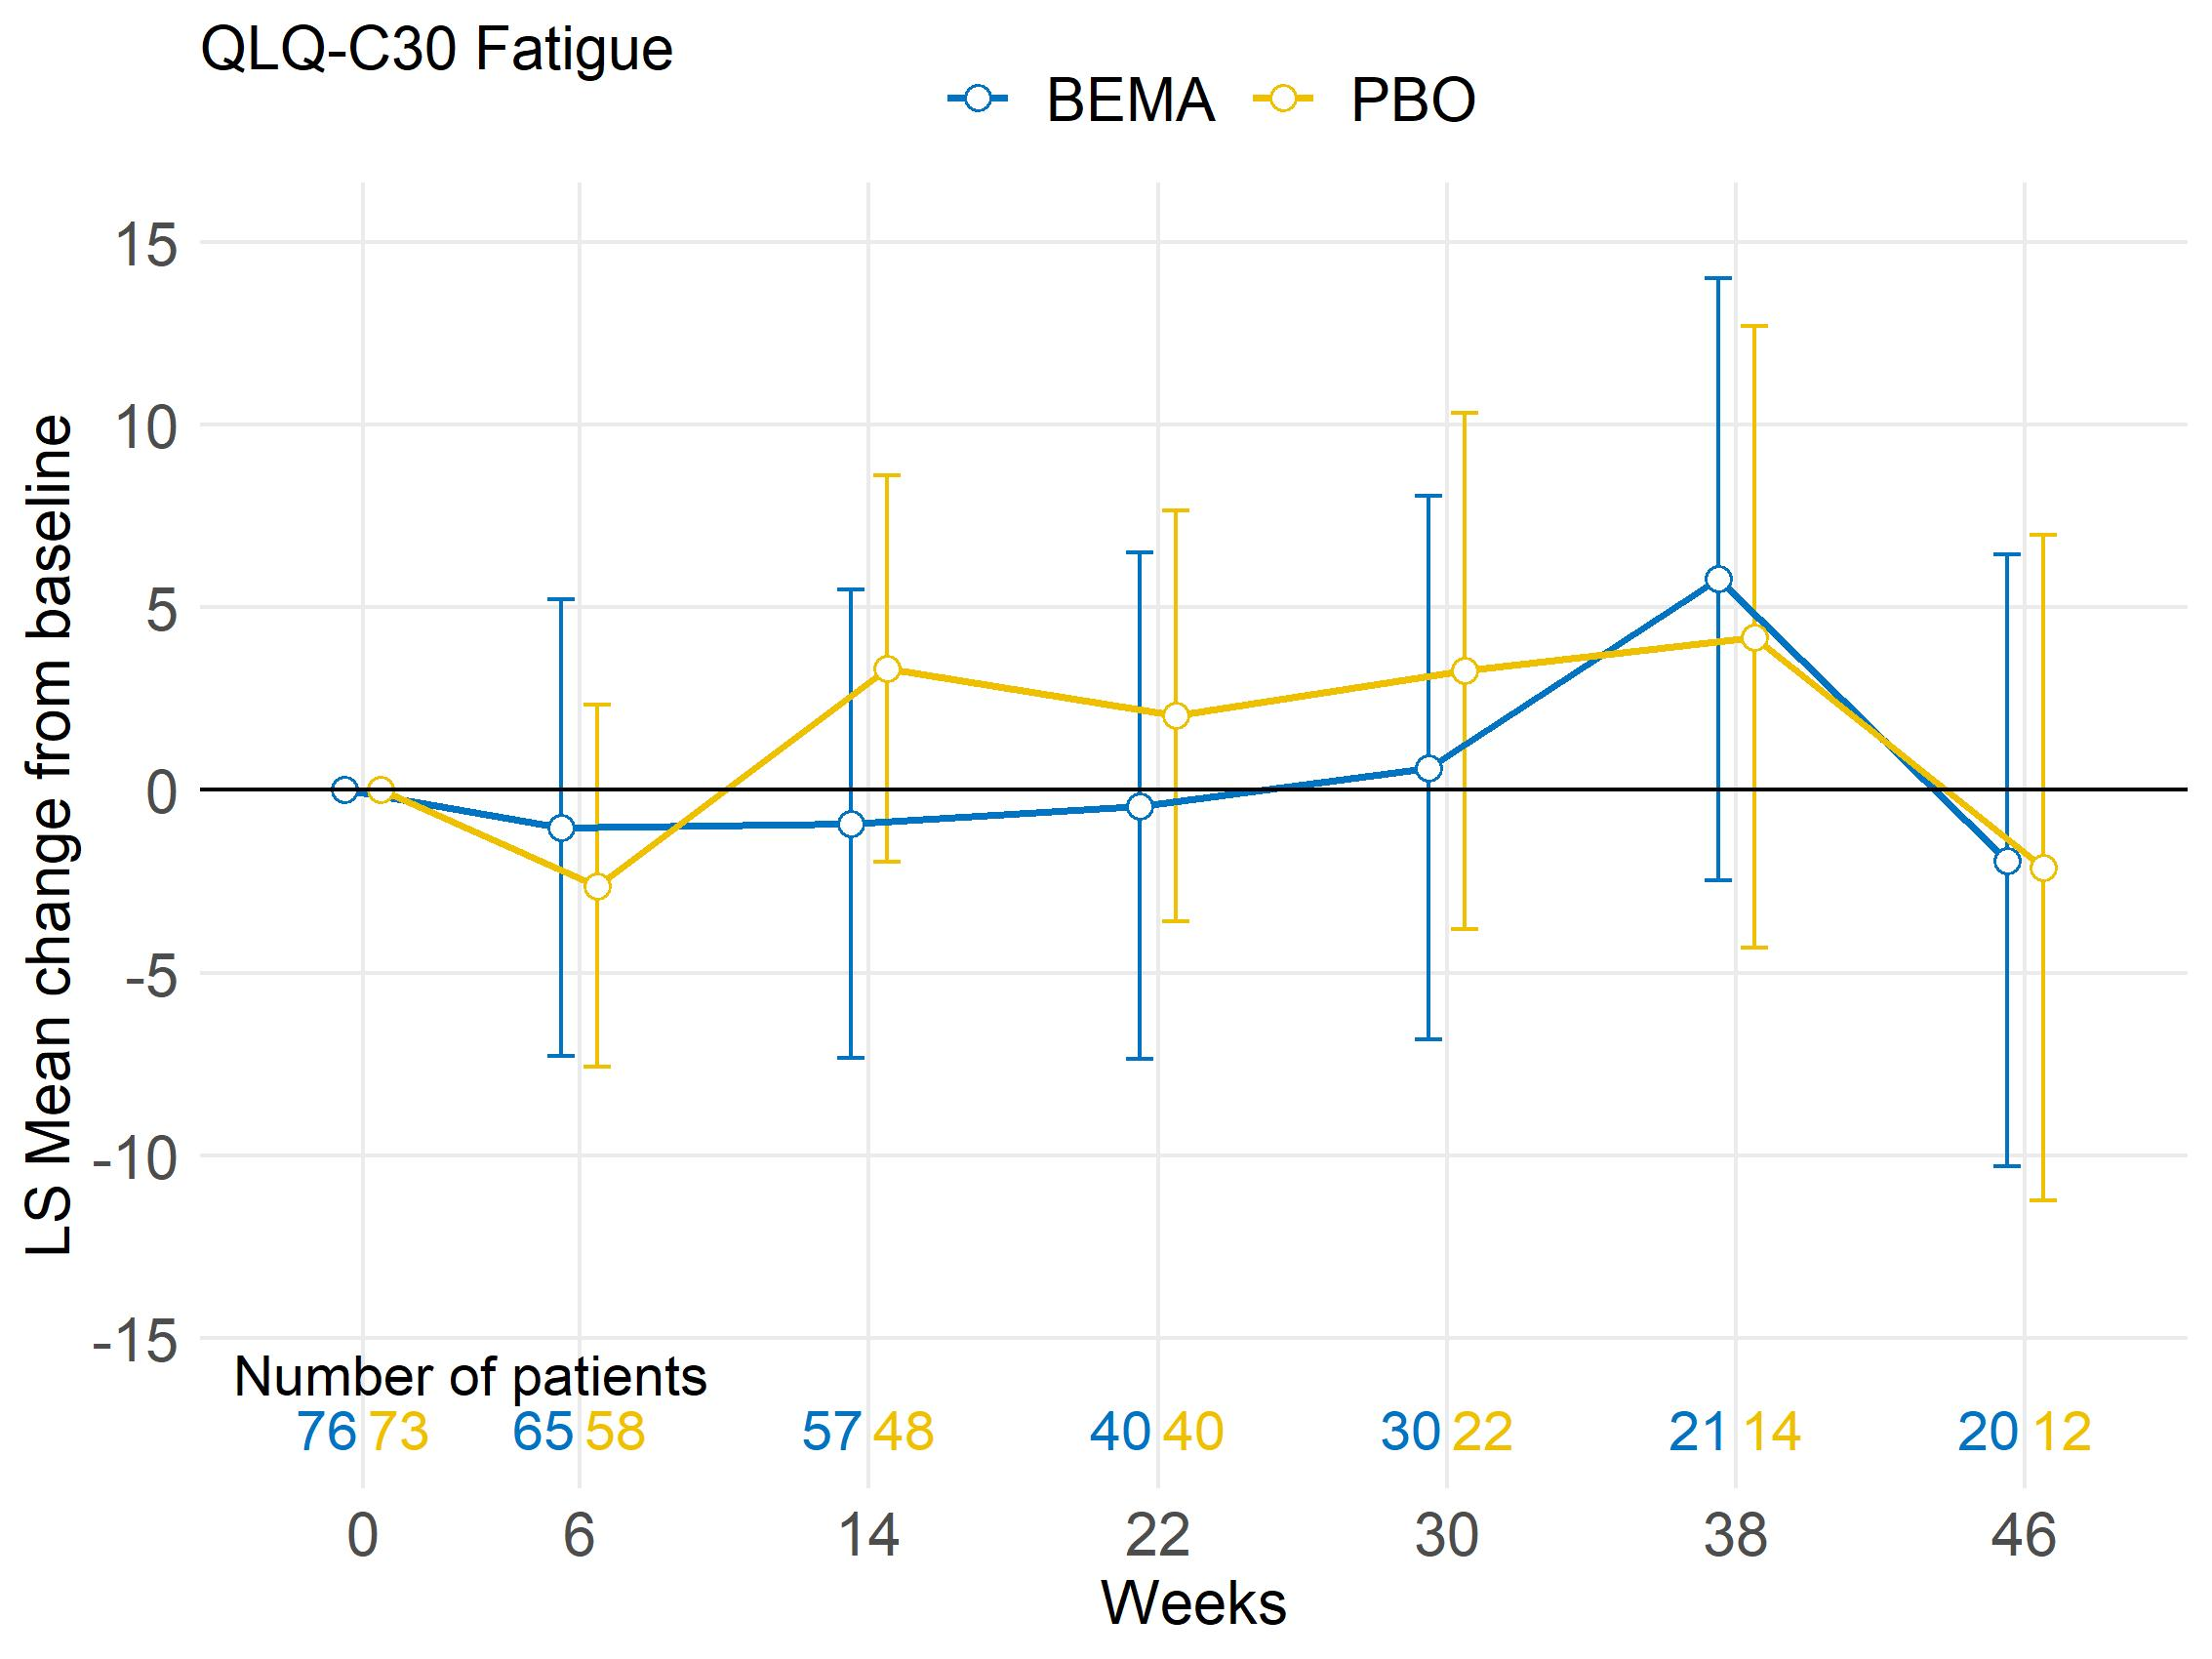 QLQ-C30 Fatigue
BEMA PBO
LS Mean change from baseline
15
10
5
0
-5
-10
-15
Number of patients
76 73 65 58 57 48 40 40 30 22 21 14 20 12
0 6 14 22 30 38 46
Weeks